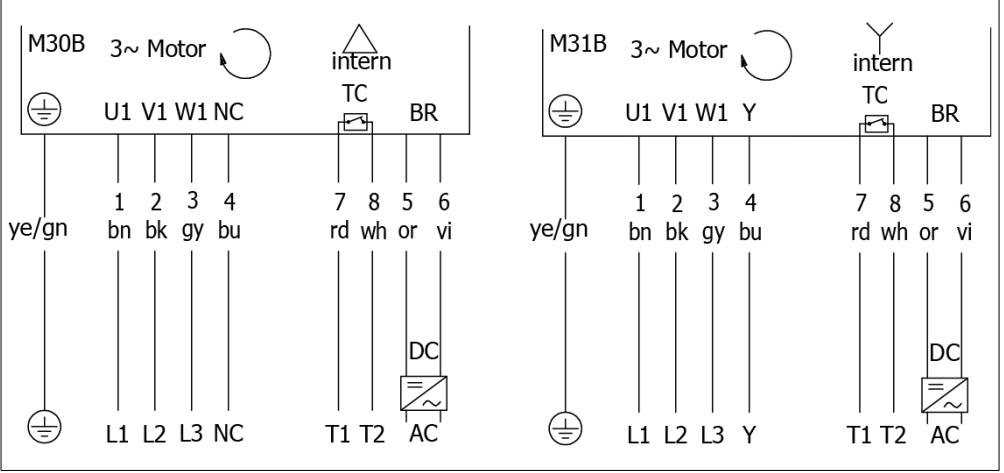 M30B 3~ Motor intern
TC
U1 V1 W1 NC BR
1 2 3 4 7 8 5 6
ye/gn bn bk gy bu rd wh or vi
DC
L1 L2 L3 NC T1 T2 AC
M31B 3~ Motor intern
TC
U1 V1 W1 Y BR
1 2 3 4 7 8 5 6
ye/gn bn bk gy bu rd wh or vi
DC
L1 L2 L3 Y T1 T2 AC